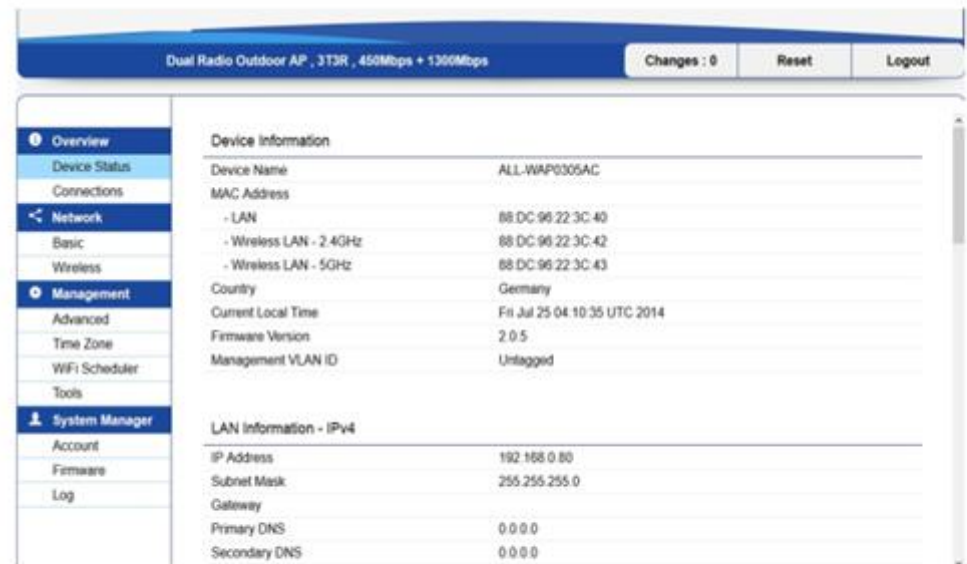 Dual Radio Outdoor AP , 3T3R , 450Mbps + 1300Mbps
Changes : 0
Reset
Logout
Overview
Device Status
Connections
Network
Basic
Wireless
Management
Advanced
Time Zone
WiFi Scheduler
Tools
System Manager
Account
Firmware
Log
Device Information
Device Name ALL-WAP0305AC
MAC Address
- LAN 88:DC:96:22:3C:40
- Wireless LAN - 2.4GHz 88:DC:96:22:3C:42
- Wireless LAN - 5GHz 88:DC:96:22:3C:43
Country Germany
Current Local Time Fri Jul 25 04:10:35 UTC 2014
Firmware Version 2.0.5
Management VLAN ID Untagged
LAN Information - IPv4
IP Address 192.168.0.80
Subnet Mask 255.255.255.0
Gateway
Primary DNS 0.0.0.0
Secondary DNS 0.0.0.0